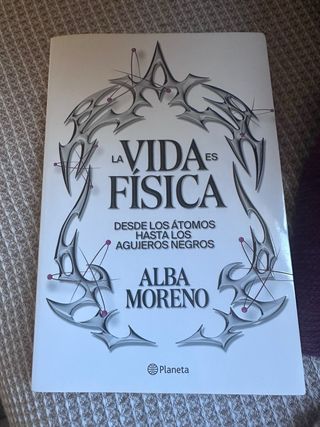 LA VIDA ES
FÍSICA
DESDE LOS ÁTOMOS
HASTA LOS
AGUJEROS NEGROS
ALBA
MORENO
Planeta